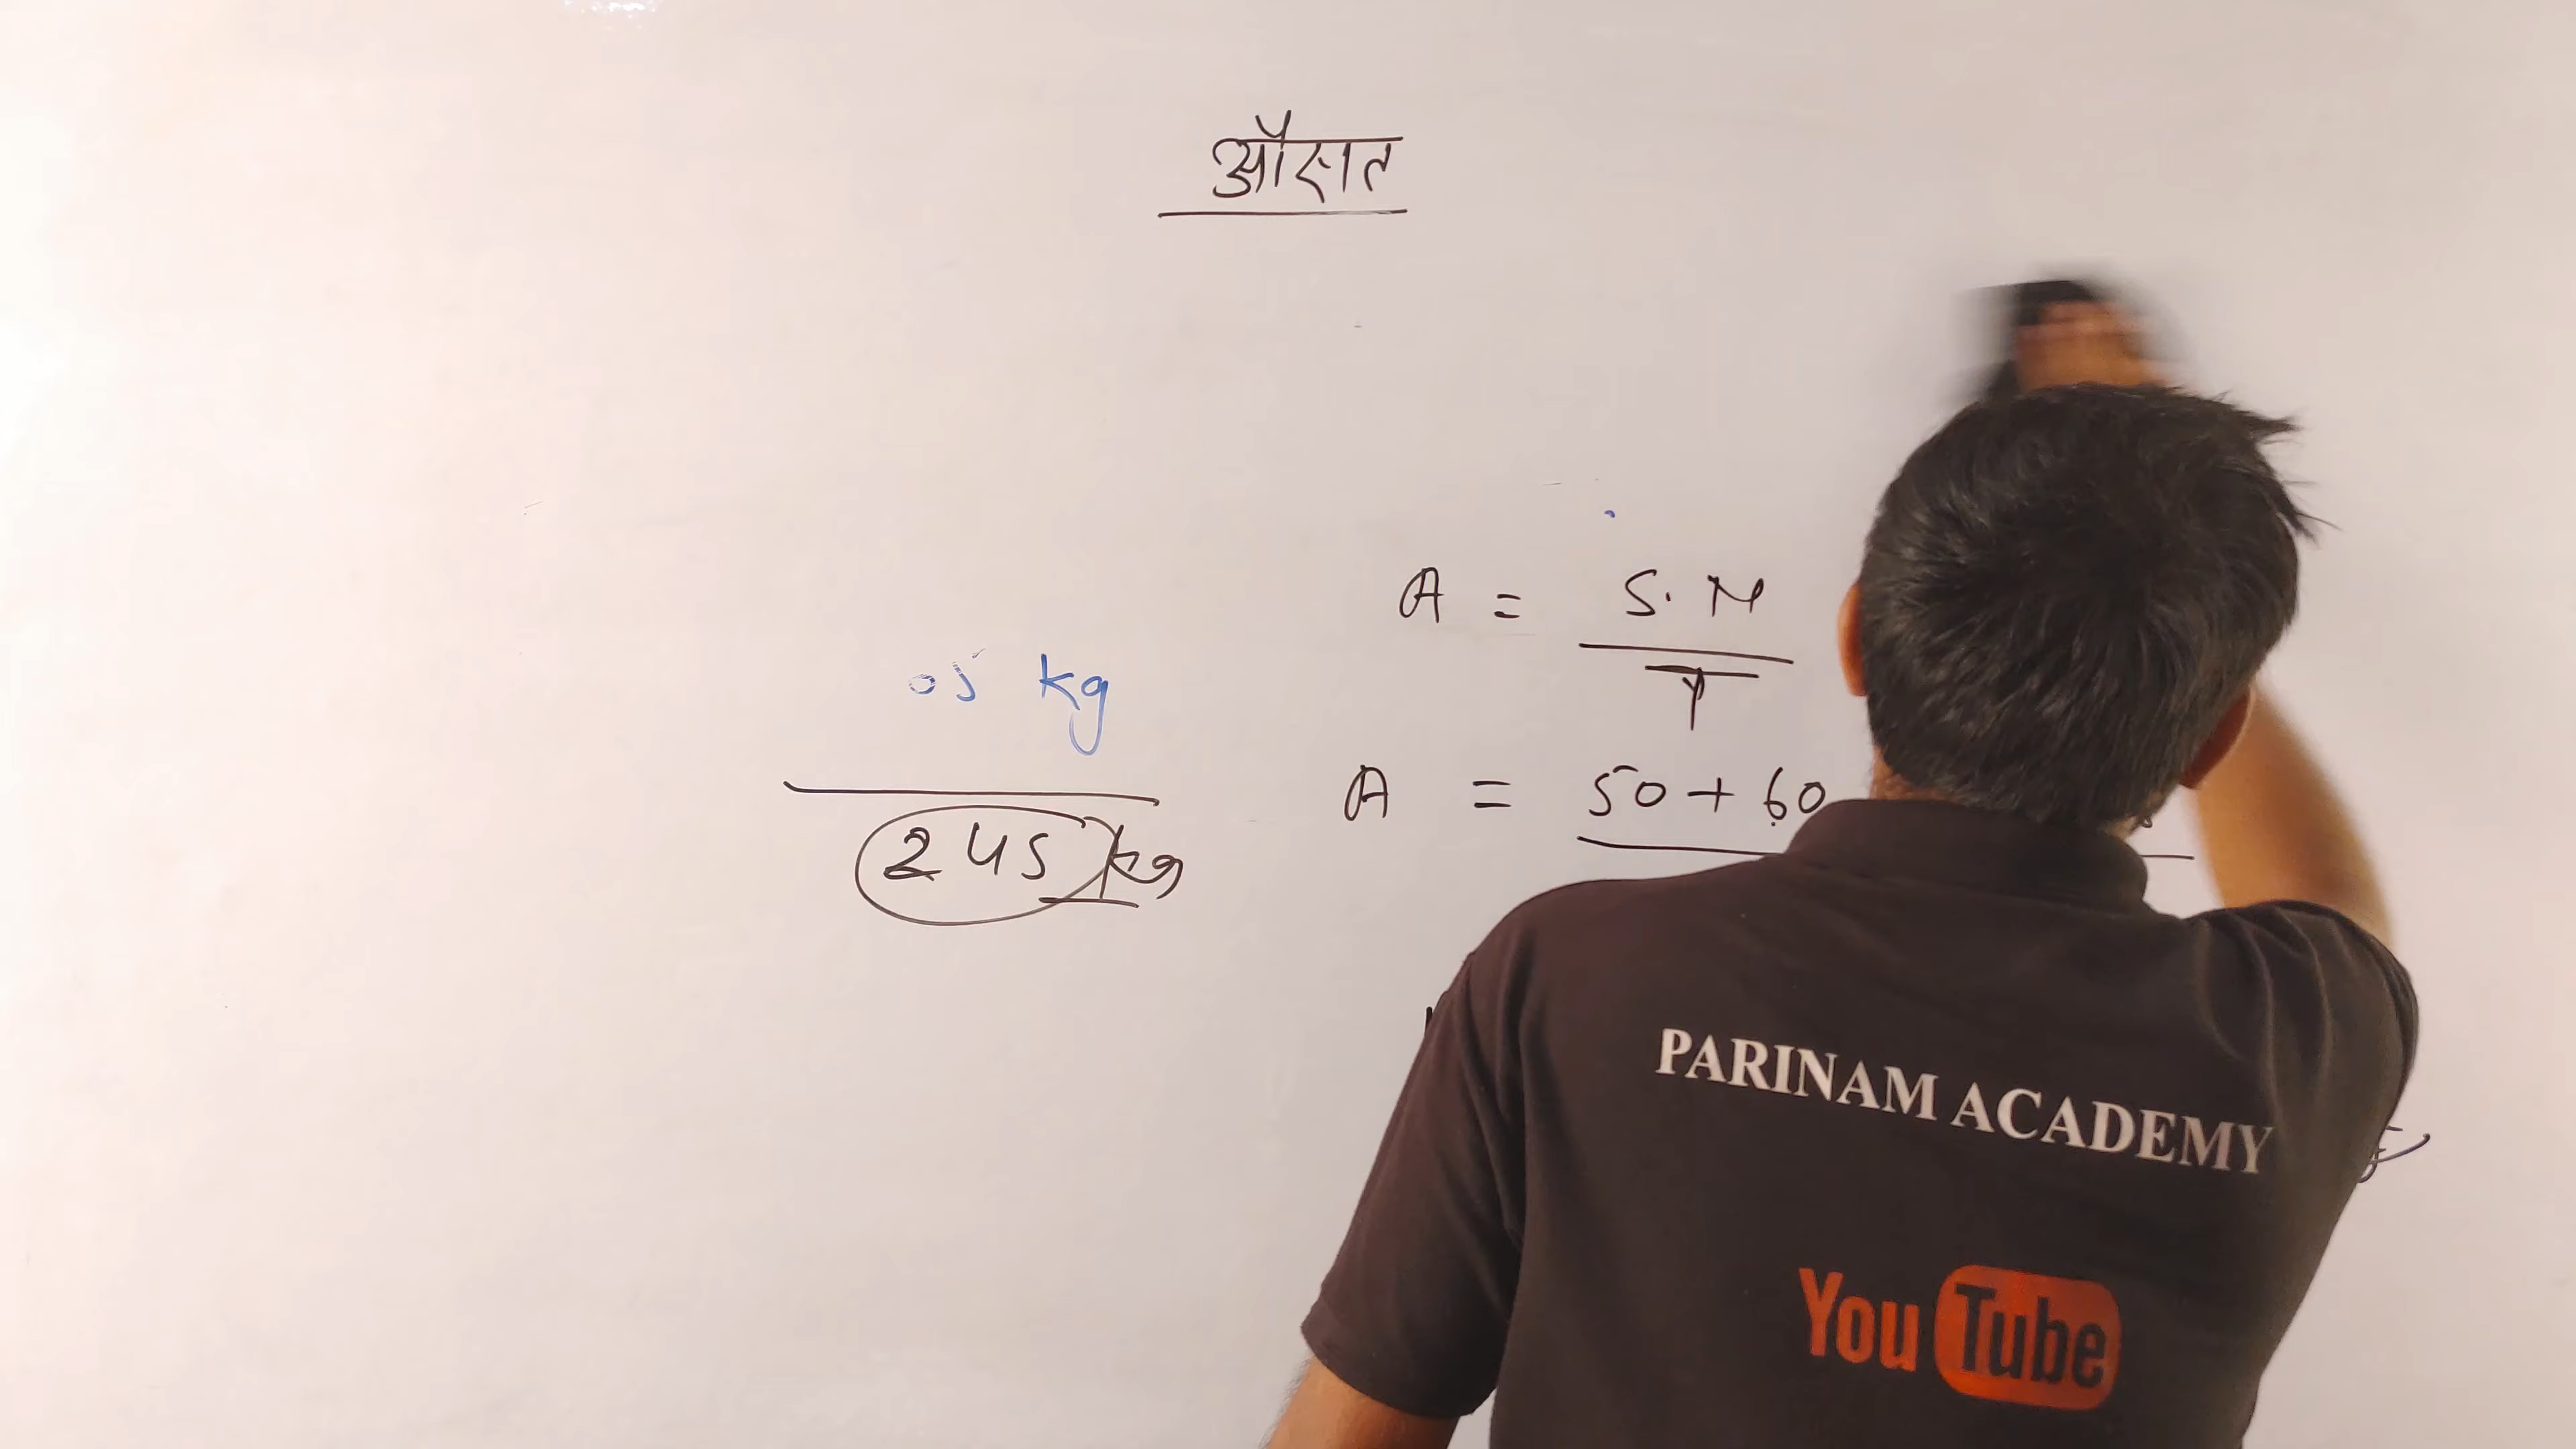 औसत
A = S. M
T
05 kg
A = 50 + 60
245 kg
PARINAM ACADEMY
YouTube